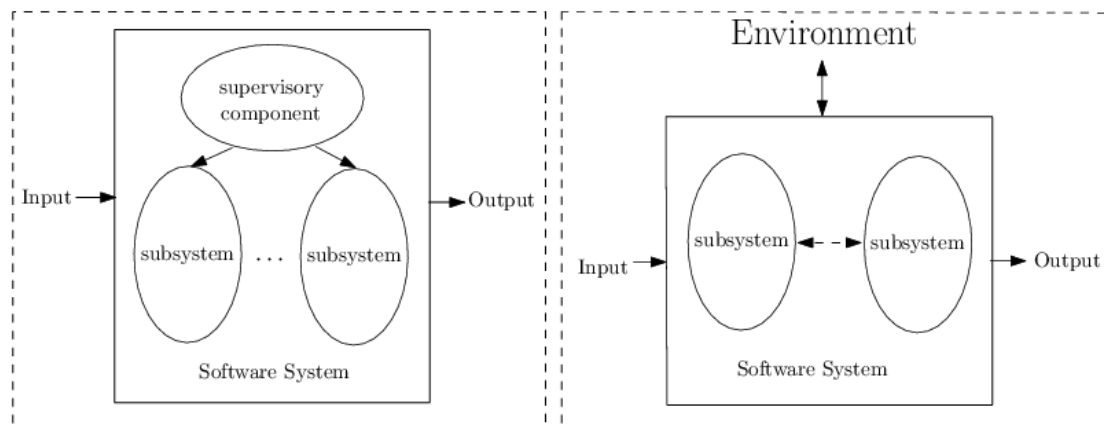 supervisory
component
Input
Output
subsystem ... subsystem
Software System
Environment
subsystem
subsystem
Input
Output
Software System